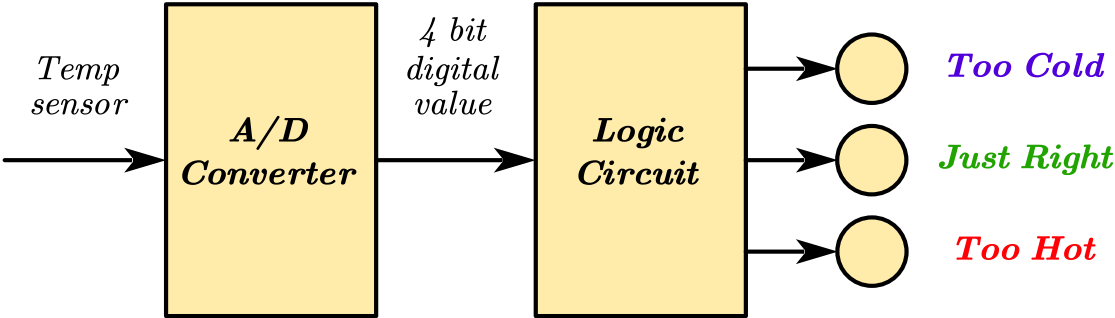 Temp
sensor
A/D
Converter
4 bit
digital
value
Logic
Circuit
Too Cold
Just Right
Too Hot